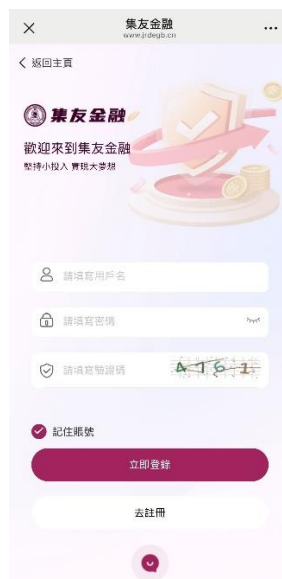 集友金融
www.jrdegb.cn
返回主頁
集友金融
歡迎來到集友金融
堅持小投入 實現大夢想
請填寫用戶名
請填寫密碼
請填寫驗證碼
4761
記住賬號
立即登錄
去註冊